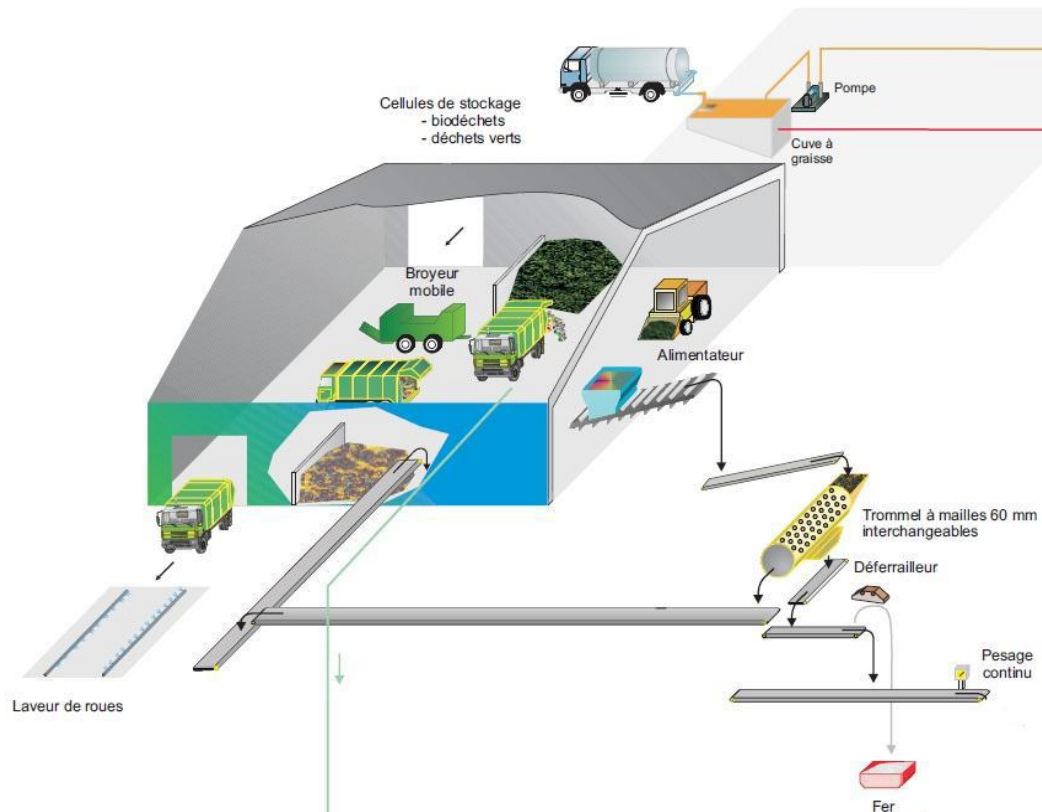 Cellules de stockage
- biodéchets
- déchets verts
Pompe
Cuve à
graisse
Broyeur
mobile
Alimentateur
Trommel à mailles 60 mm
interchangeables
Déferrailleur
Pesage
continu
Laveur de roues
Fer